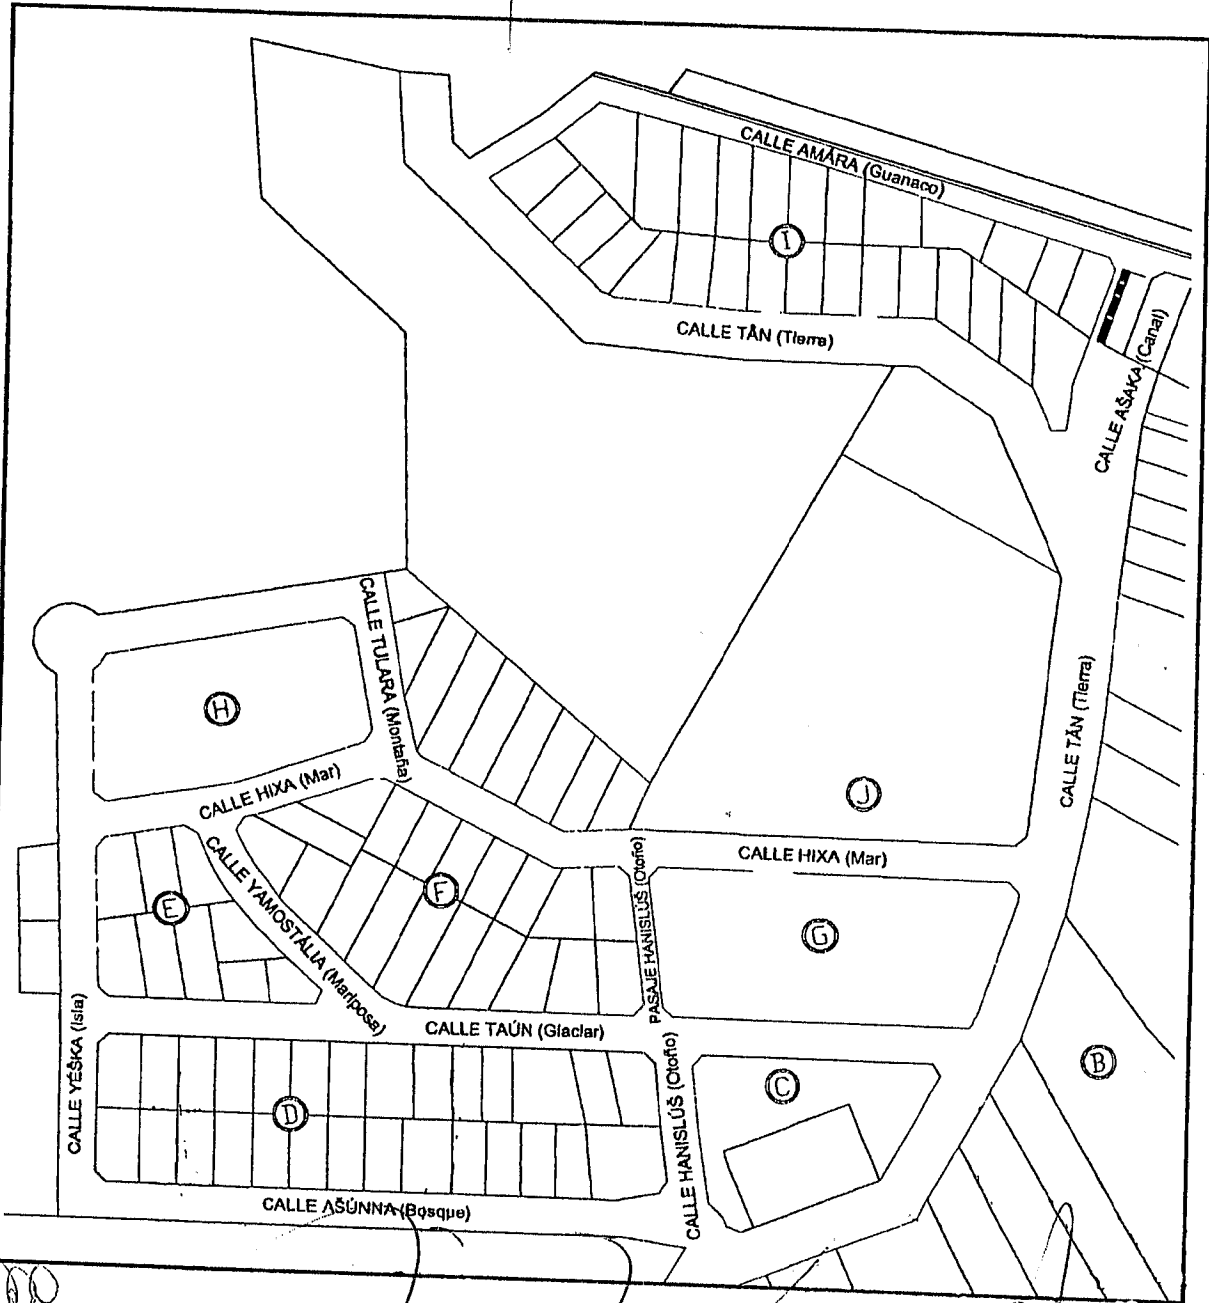 CALLE AMÁRA (Guanaco)
I
CALLE TÂN (Tierra)
CALLE AŠAKA (Canal)
CALLE TULARA (Montaña)
H
CALLE TÂN (Tierra)
CALLE HIXA (Mar)
J
CALLE HIXA (Mar)
CALLE YAMOSTÁLIA (Mariposa)
F
E
PASAJE HANISLÚŠ (Otoño)
G
CALLE TAÚN (Glaciar)
CALLE YÉŠKA (Isla)
B
C
D
CALLE HANISLÚŠ (Otoño)
CALLE AŠÚNNA (Bosque)